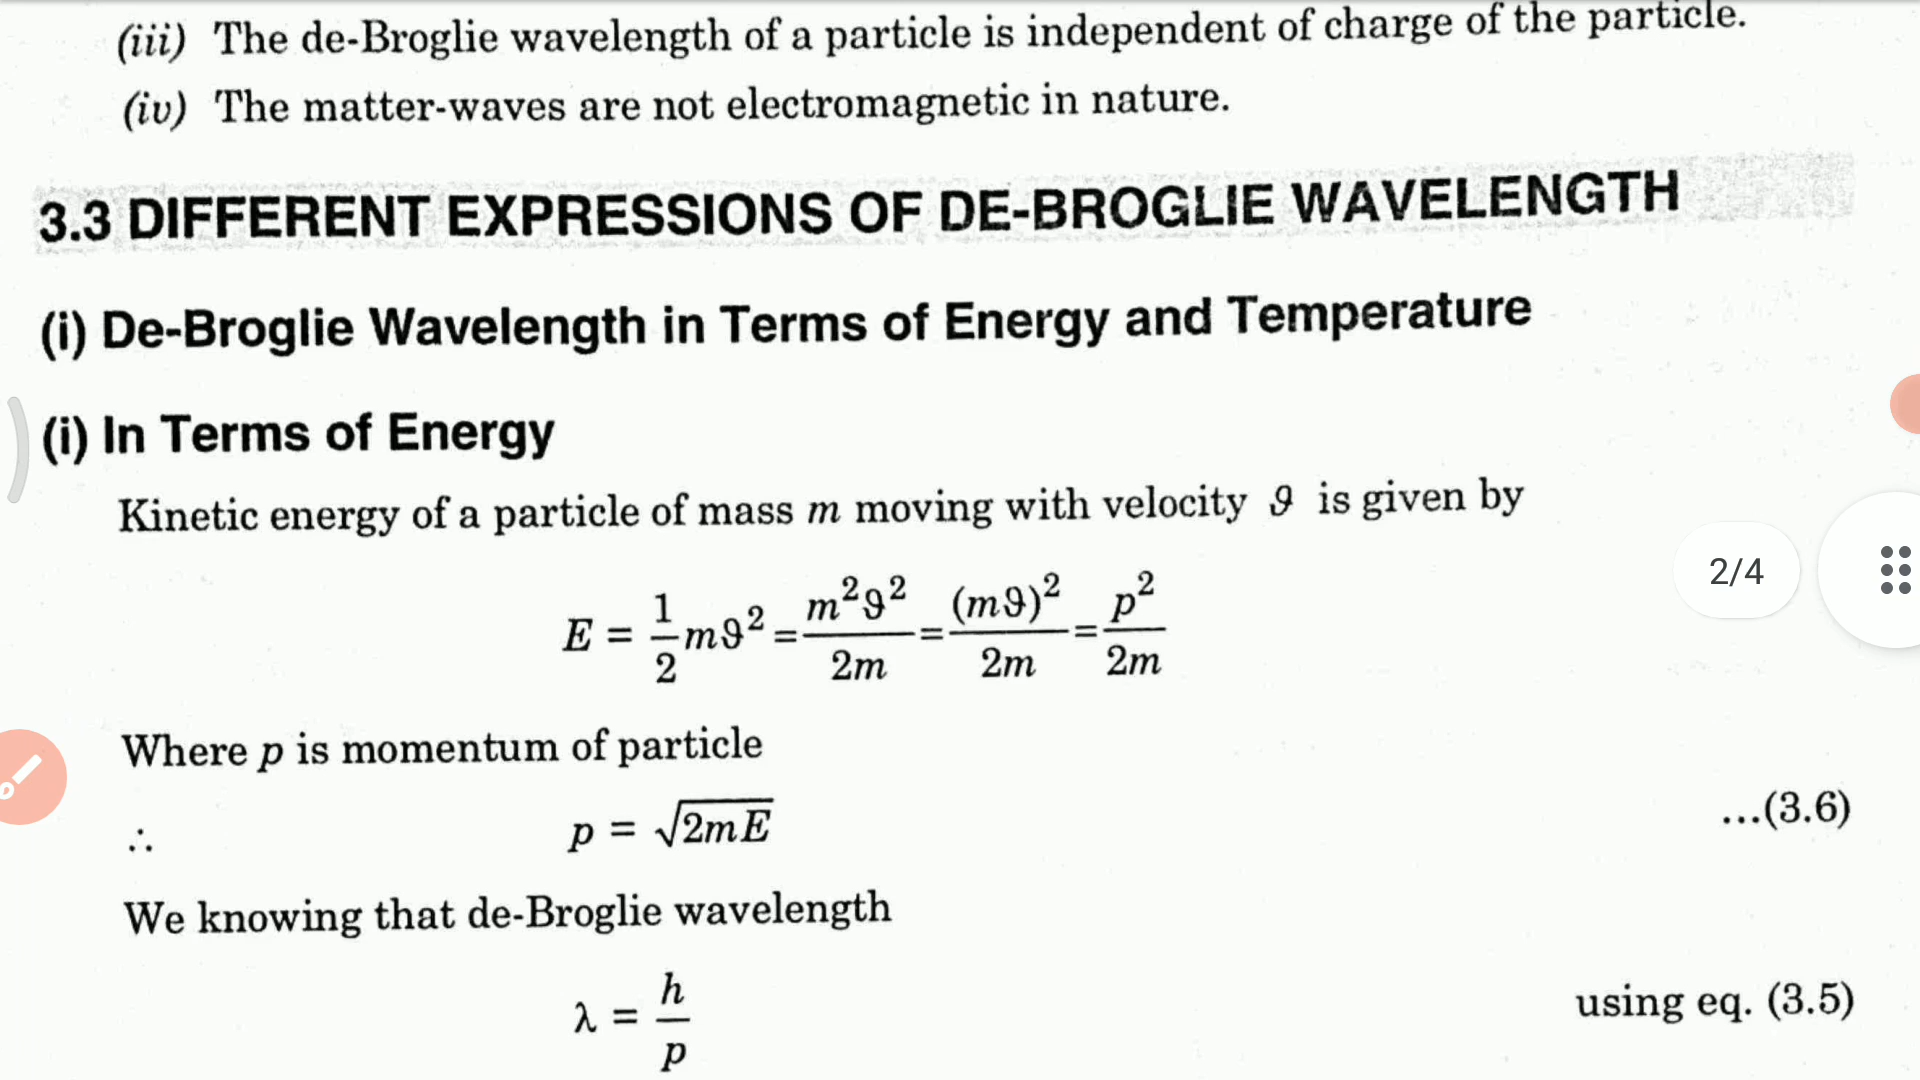 (iii) The de-Broglie wavelength of a particle is independent of charge of the particle.
(iv) The matter-waves are not electromagnetic in nature.
3.3 DIFFERENT EXPRESSIONS OF DE-BROGLIE WAVELENGTH
(i) De-Broglie Wavelength in Terms of Energy and Temperature
(i) In Terms of Energy
Kinetic energy of a particle of mass m moving with velocity ϑ is given by
E = 1/2 mϑ² = m²ϑ²/2m = (mϑ)²/2m = p²/2m
2/4
Where p is momentum of particle
∴ p = √2mE ...(3.6)
We knowing that de-Broglie wavelength
λ = h/p using eq. (3.5)